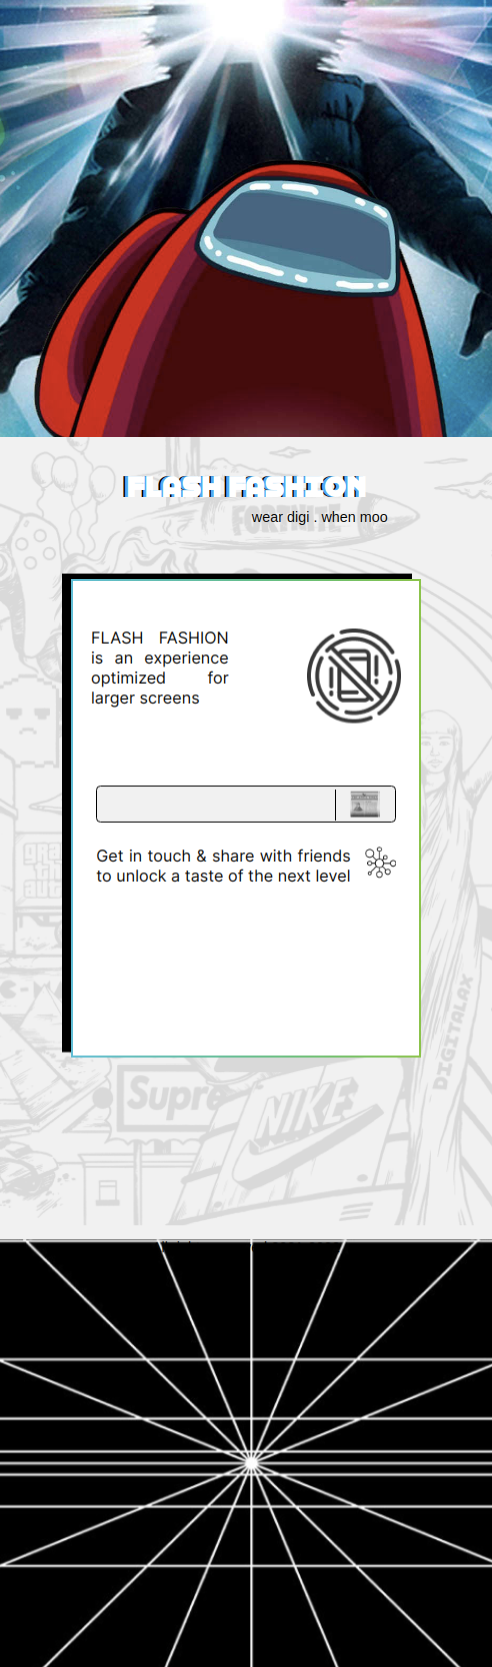 FLASH FASHION
FORTNITE
wear digi . when moo
FLASH FASHION
is an experience
optimized for
larger screens
Get in touch & share with friends
to unlock a taste of the next level
DIGITALAX
Supre
NIKE